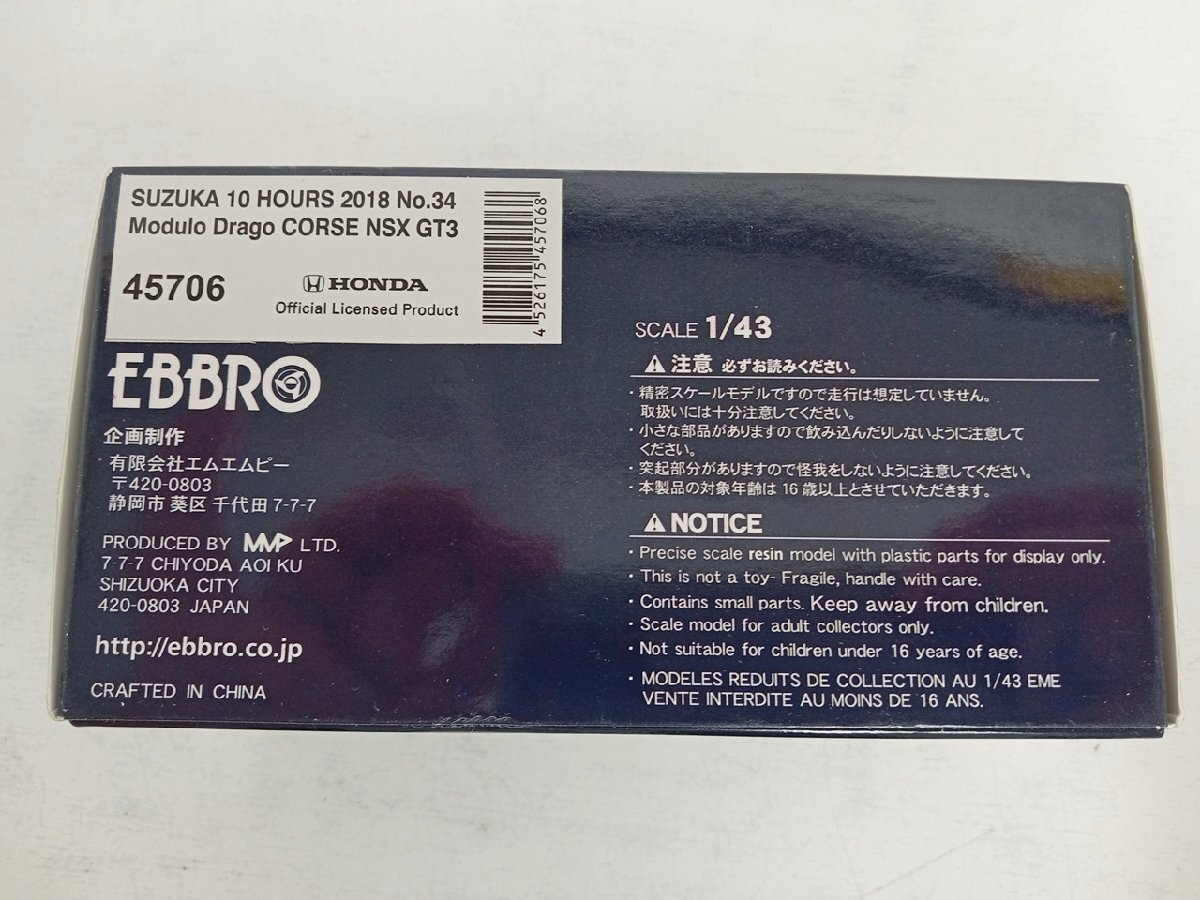 SUZUKA 10 HOURS 2018 No.34
Modulo Drago CORSE NSX GT3
45706
HONDA
Official Licensed Product
4 526175 457068
EBBRO
企画制作
有限会社エムエムピー
〒420-0803
静岡市 葵区 千代田 7-7-7
PRODUCED BY MMP LTD.
7-7-7 CHIYODA AOI KU
SHIZUOKA CITY
420-0803 JAPAN
http://ebbro.co.jp
CRAFTED IN CHINA
SCALE 1/43
⚠注意 必ずお読みください。
・精密スケールモデルですので走行は想定していません。
取扱いには十分注意してください。
・小さな部品がありますので飲み込んだりしないように注意して
ください。
・突起部分がありますので怪我をしないように注意してください。
・本製品の対象年齢は 16 歳以上とさせていただきます。
⚠NOTICE
・Precise scale resin model with plastic parts for display only.
・This is not a toy- Fragile, handle with care.
・Contains small parts. Keep away from children.
・Scale model for adult collectors only.
・Not suitable for children under 16 years of age.
・MODELES REDUITS DE COLLECTION AU 1/43 EME
VENTE INTERDITE AU MOINS DE 16 ANS.